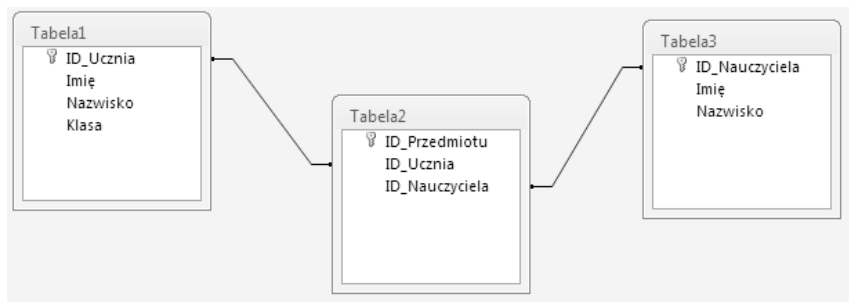 Tabela1
ID_Ucznia
Imię
Nazwisko
Klasa
Tabela2
ID_Przedmiotu
ID_Ucznia
ID_Nauczyciela
Tabela3
ID_Nauczyciela
Imię
Nazwisko